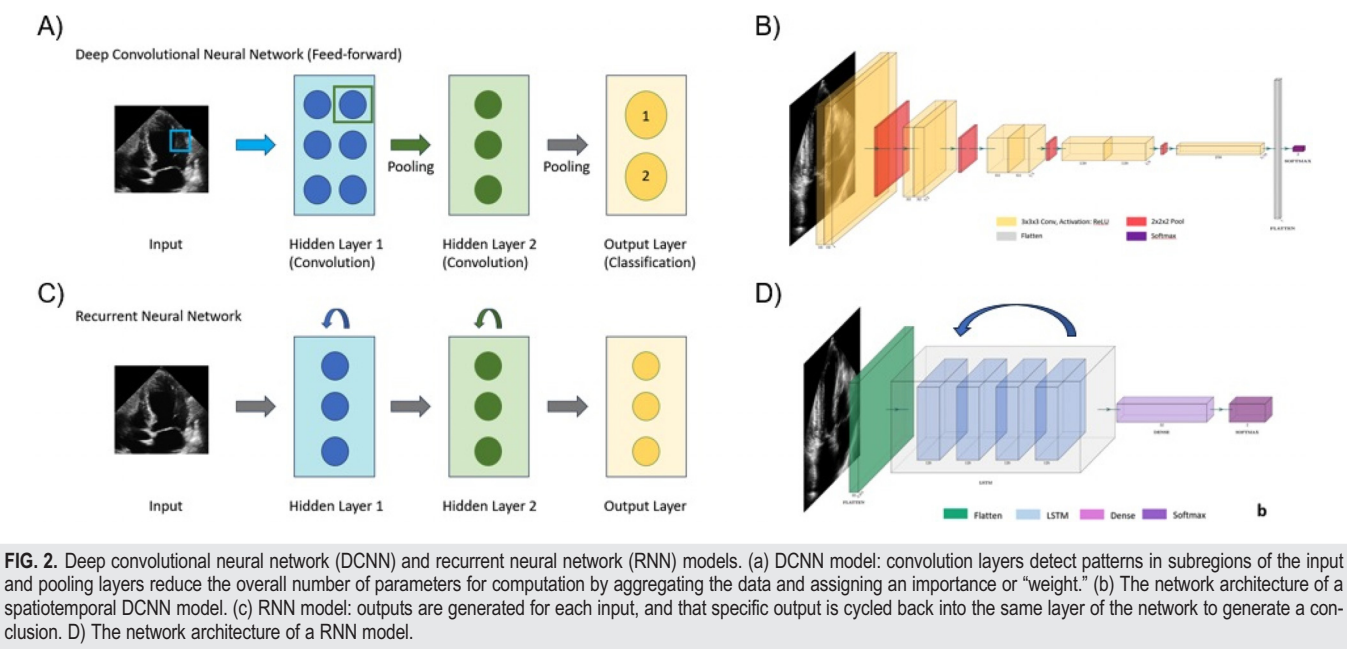 A)
Deep Convolutional Neural Network (Feed-forward)
Pooling
Pooling
1
2
Input
Hidden Layer 1
(Convolution)
Hidden Layer 2
(Convolution)
Output Layer
(Classification)
B)
SOFTMAX
FLATTEN
3x3x3 Conv, Activation: ReLU
2x2x2 Pool
Flatten
Softmax
C)
Recurrent Neural Network
Input
Hidden Layer 1
Hidden Layer 2
Output Layer
D)
FLATTEN
LSTM
DENSE
SOFTMAX
Flatten
LSTM
Dense
Softmax
b
FIG. 2. Deep convolutional neural network (DCNN) and recurrent neural network (RNN) models. (a) DCNN model: convolution layers detect patterns in subregions of the input
and pooling layers reduce the overall number of parameters for computation by aggregating the data and assigning an importance or “weight.” (b) The network architecture of a
spatiotemporal DCNN model. (c) RNN model: outputs are generated for each input, and that specific output is cycled back into the same layer of the network to generate a con-
clusion. D) The network architecture of a RNN model.